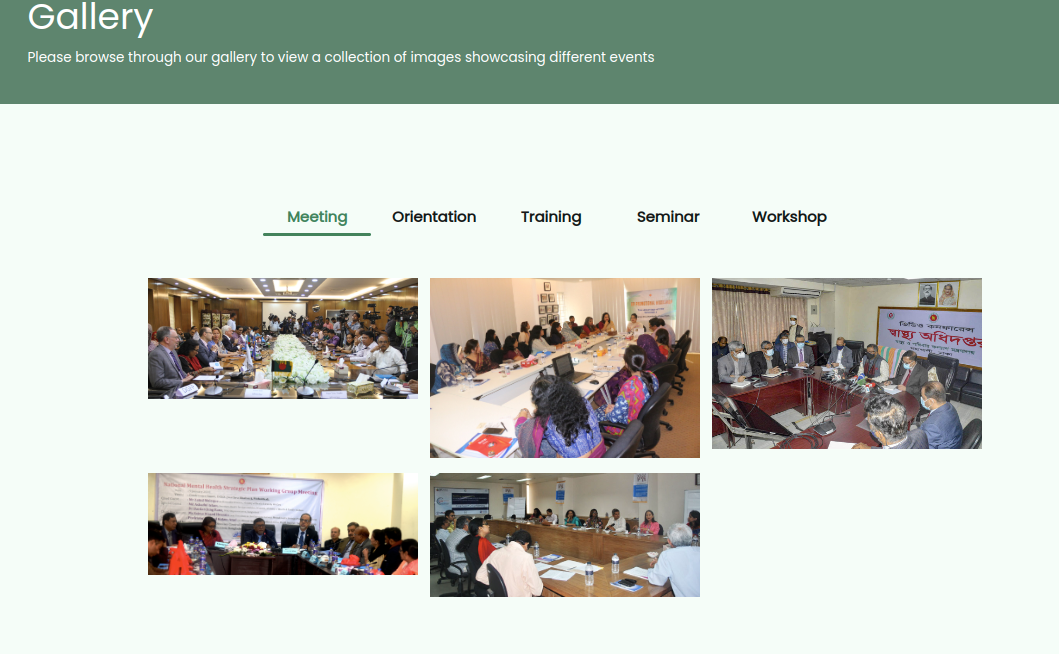 Gallery
Please browse through our gallery to view a collection of images showcasing different events
Meeting
Orientation
Training
Seminar
Workshop
ভিডিও কনফারেন্স
স্বাস্থ্য অধিদপ্তর
National Mental Health Strategic Plan Working Group Meeting